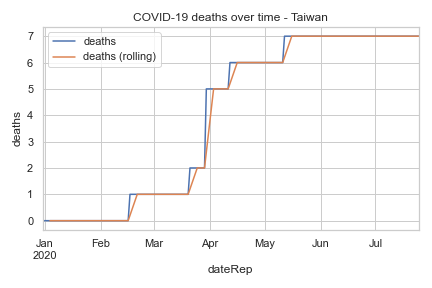 COVID-19 deaths over time - Taiwan
deaths
deaths (rolling)
7
6
5
4
3
2
1
0
deaths
Jan Feb Mar Apr May Jun Jul
2020
dateRep